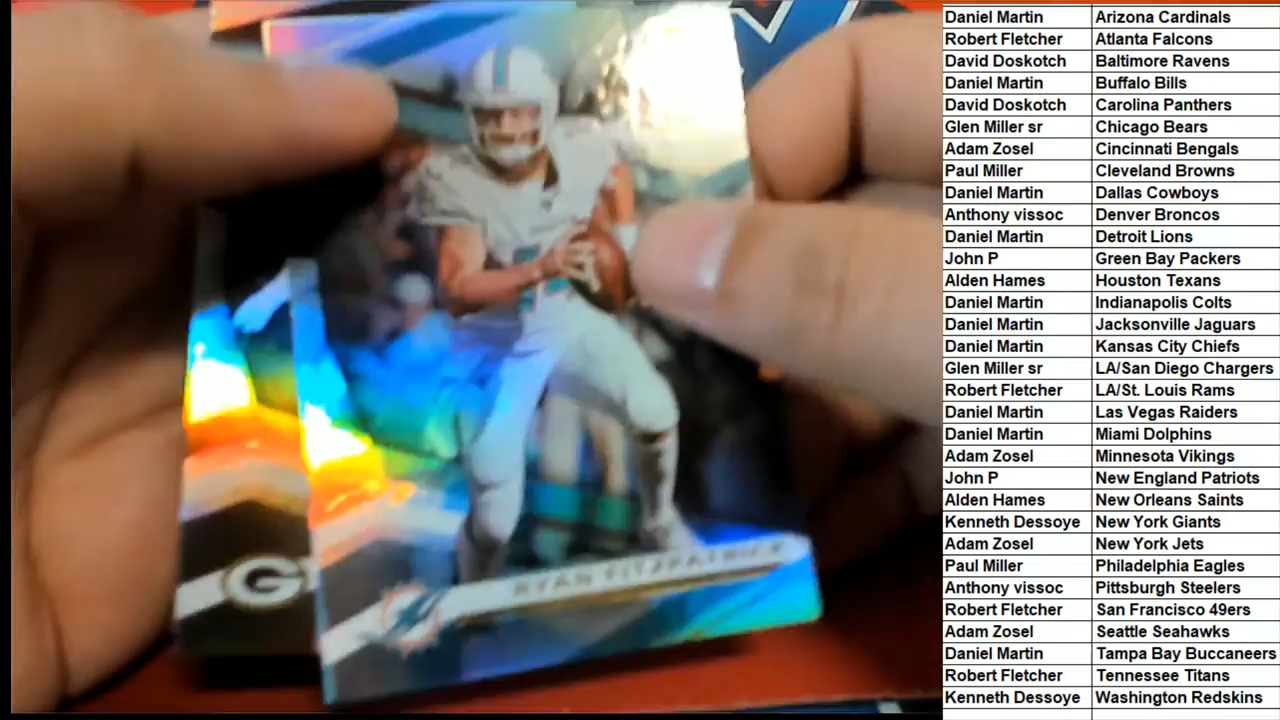 RYAN FITZPATRICK
G
Daniel Martin Arizona Cardinals
Robert Fletcher Atlanta Falcons
David Doskotch Baltimore Ravens
Daniel Martin Buffalo Bills
David Doskotch Carolina Panthers
Glen Miller sr Chicago Bears
Adam Zosel Cincinnati Bengals
Paul Miller Cleveland Browns
Daniel Martin Dallas Cowboys
Anthony vissoc Denver Broncos
Daniel Martin Detroit Lions
John P Green Bay Packers
Alden Hames Houston Texans
Daniel Martin Indianapolis Colts
Daniel Martin Jacksonville Jaguars
Daniel Martin Kansas City Chiefs
Glen Miller sr LA/San Diego Chargers
Robert Fletcher LA/St. Louis Rams
Daniel Martin Las Vegas Raiders
Daniel Martin Miami Dolphins
Adam Zosel Minnesota Vikings
John P New England Patriots
Alden Hames New Orleans Saints
Kenneth Dessoye New York Giants
Adam Zosel New York Jets
Paul Miller Philadelphia Eagles
Anthony vissoc Pittsburgh Steelers
Robert Fletcher San Francisco 49ers
Adam Zosel Seattle Seahawks
Daniel Martin Tampa Bay Buccaneers
Robert Fletcher Tennessee Titans
Kenneth Dessoye Washington Redskins